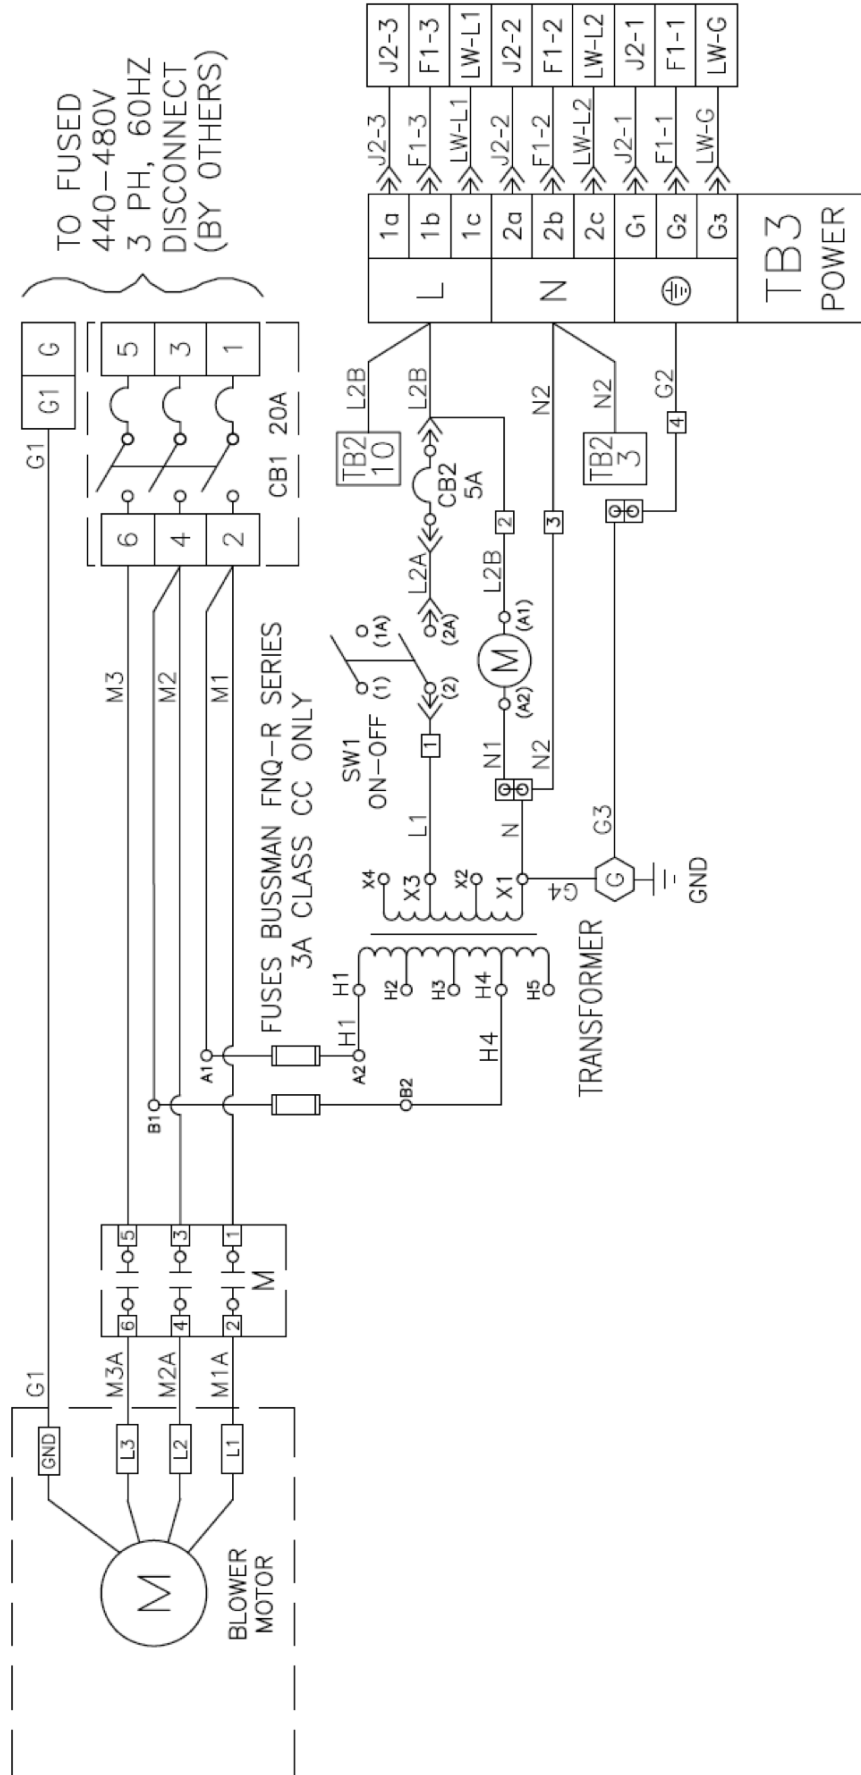 TO FUSED
440-480V
3 PH, 60HZ
DISCONNECT
(BY OTHERS)
G1 G
G1
5
3
1
CB1 20A
6
4
2
M3
M2
M1
FUSES BUSSMAN FNQ-R SERIES
3A CLASS CC ONLY
A1
B1
A2
B2
H1
H4
H1
H2
H3
H4
H5
TRANSFORMER
X4
X3
X2
X1
G4
G
GND
G3
L1
N
N1
N2
1
SW1
ON-OFF
(1)
(1A)
(2)
(2A)
L2A
CB2
5A
L2B
L2B
TB2
10
M
(A2)
(A1)
L2B
2
3
N2
N2
TB2
3
4
G2
L
N
1a
1b
1c
2a
2b
2c
G1
G2
G3
TB3
POWER
J2-3
F1-3
LW-L1
J2-2
F1-2
LW-L2
J2-1
F1-1
LW-G
J2-3
F1-3
LW-L1
J2-2
F1-2
LW-L2
J2-1
F1-1
LW-G
5
3
1
M
6
4
2
G1
M3A
M2A
M1A
GND
L3
L2
L1
M
BLOWER
MOTOR